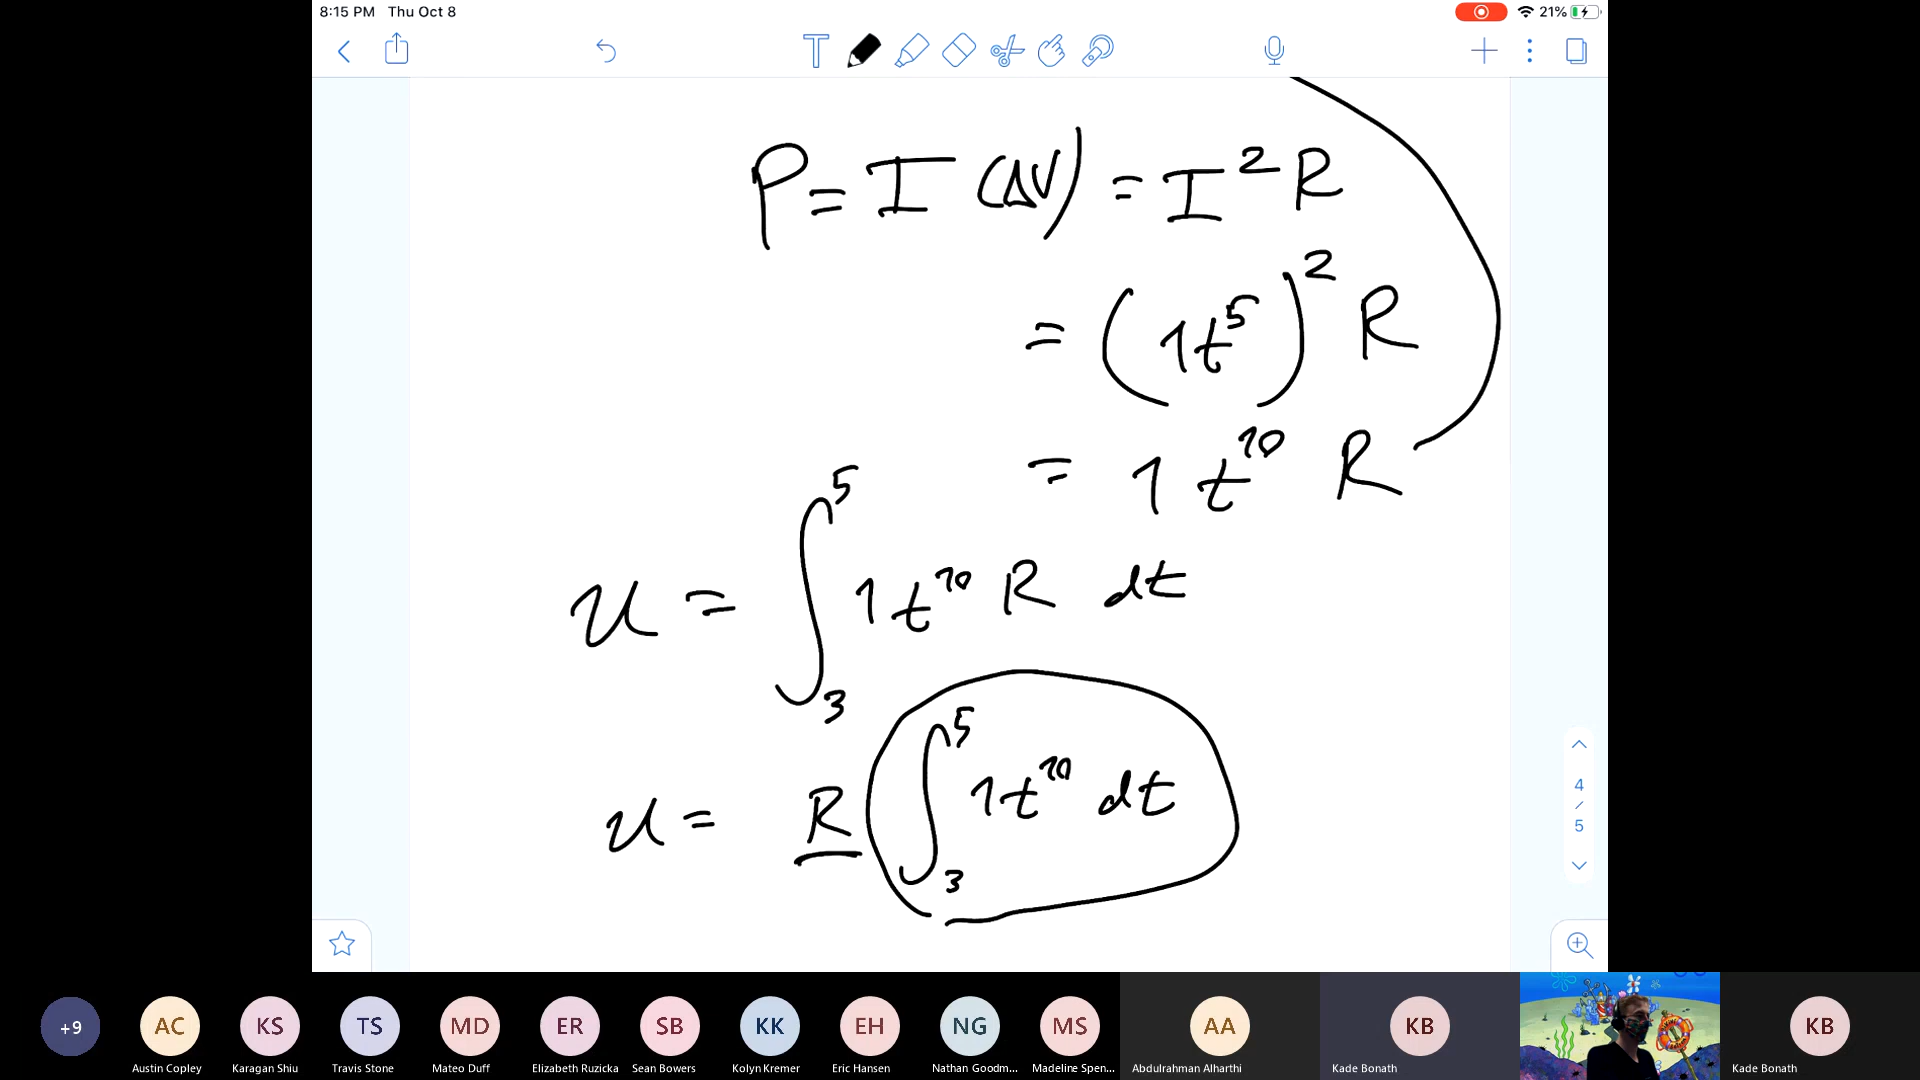 8:15 PM Thu Oct 8
21%
T
P = I (ΔV) = I² R
= (1t⁵)² R
= 1 t¹⁰ R
u = ∫₃⁵ 1t¹⁰ R dt
u = R ∫₃⁵ 1t¹⁰ dt
4
/
5
+9
AC
KS
TS
MD
ER
SB
KK
EH
NG
MS
AA
KB
KB
Austin Copley
Karagan Shiu
Travis Stone
Mateo Duff
Elizabeth Ruzicka
Sean Bowers
Kolyn Kremer
Eric Hansen
Nathan Goodm...
Madeline Spen...
Abdulrahman Alharthi
Kade Bonath
Kade Bonath